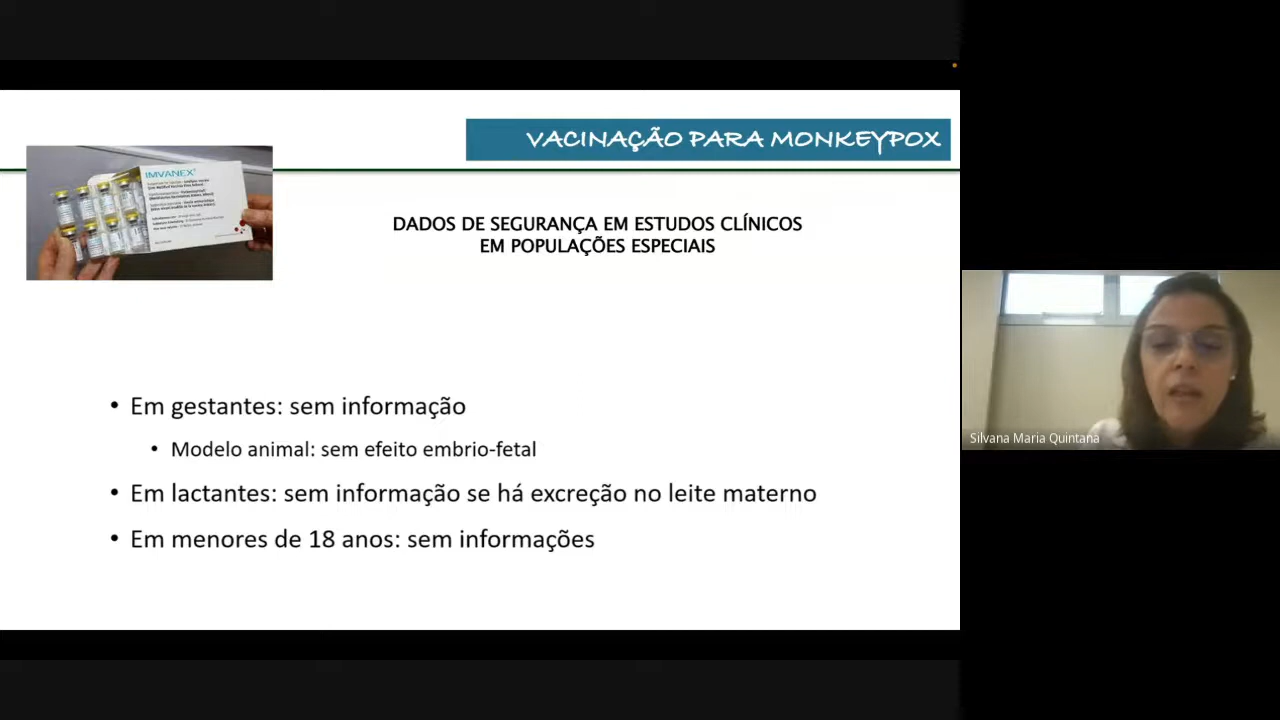 VACINAÇÃO PARA MONKEYPOX
IMVANEX
DADOS DE SEGURANÇA EM ESTUDOS CLÍNICOS
EM POPULAÇÕES ESPECIAIS
• Em gestantes: sem informação
• Modelo animal: sem efeito embrio-fetal
• Em lactantes: sem informação se há excreção no leite materno
• Em menores de 18 anos: sem informações
Silvana Maria Quintana